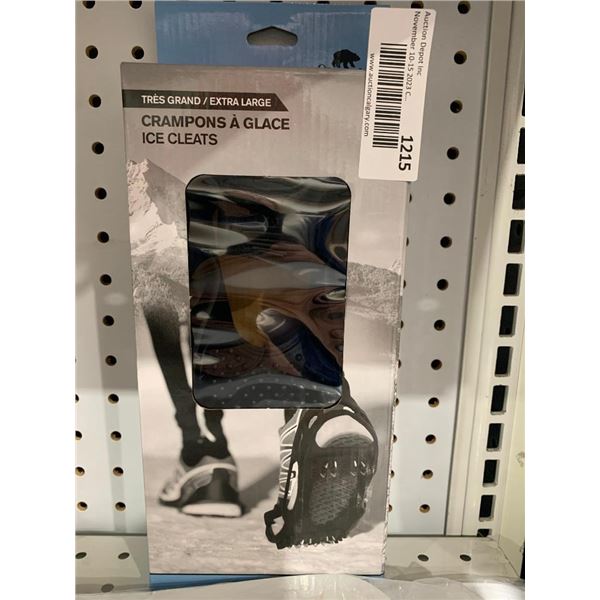 TRÈS GRAND / EXTRA LARGE
CRAMPONS À GLACE
ICE CLEATS
Auction Depot Inc
November 10-15 2023 C..
1215
www.auctioncalgary.com